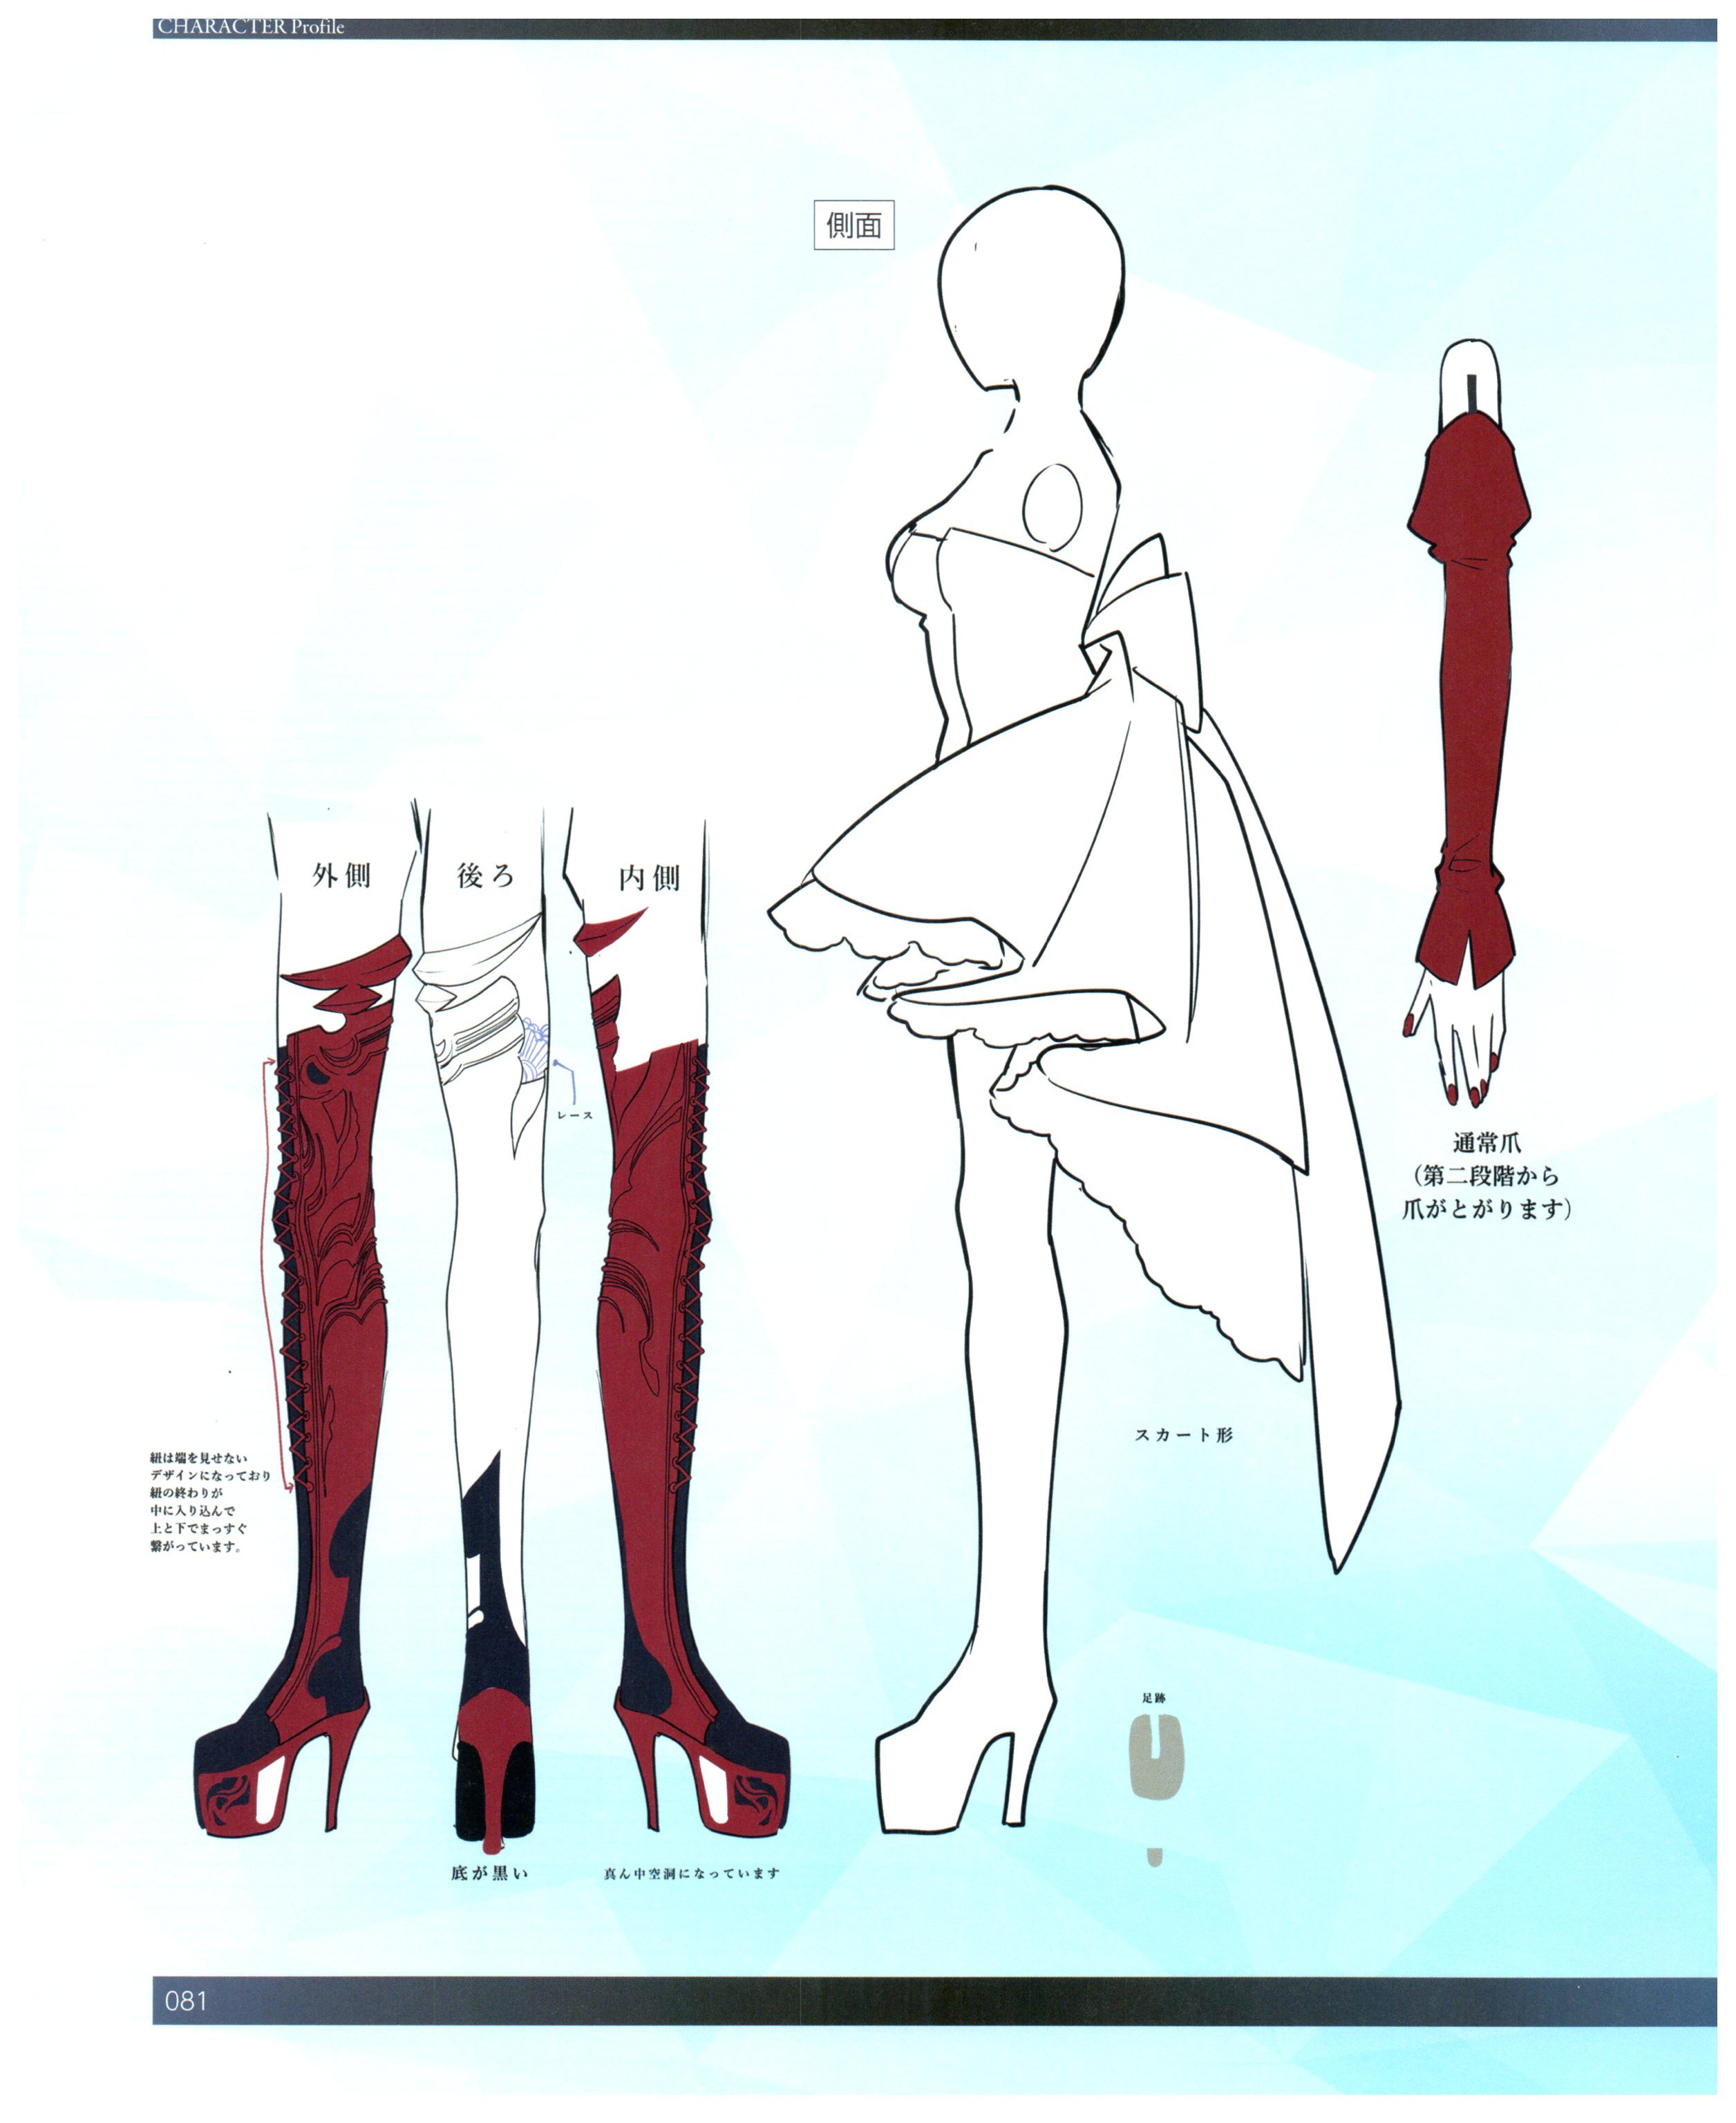 CHARACTER Profile
側面
外側
後ろ
内側
レース
通常爪
（第二段階から
爪がとがります）
紐は端を見せない
デザインになっており
紐の終わりが
中に入り込んで
上と下でまっすぐ
繋がっています。
スカート形
足跡
底が黒い
真ん中空洞になっています
081